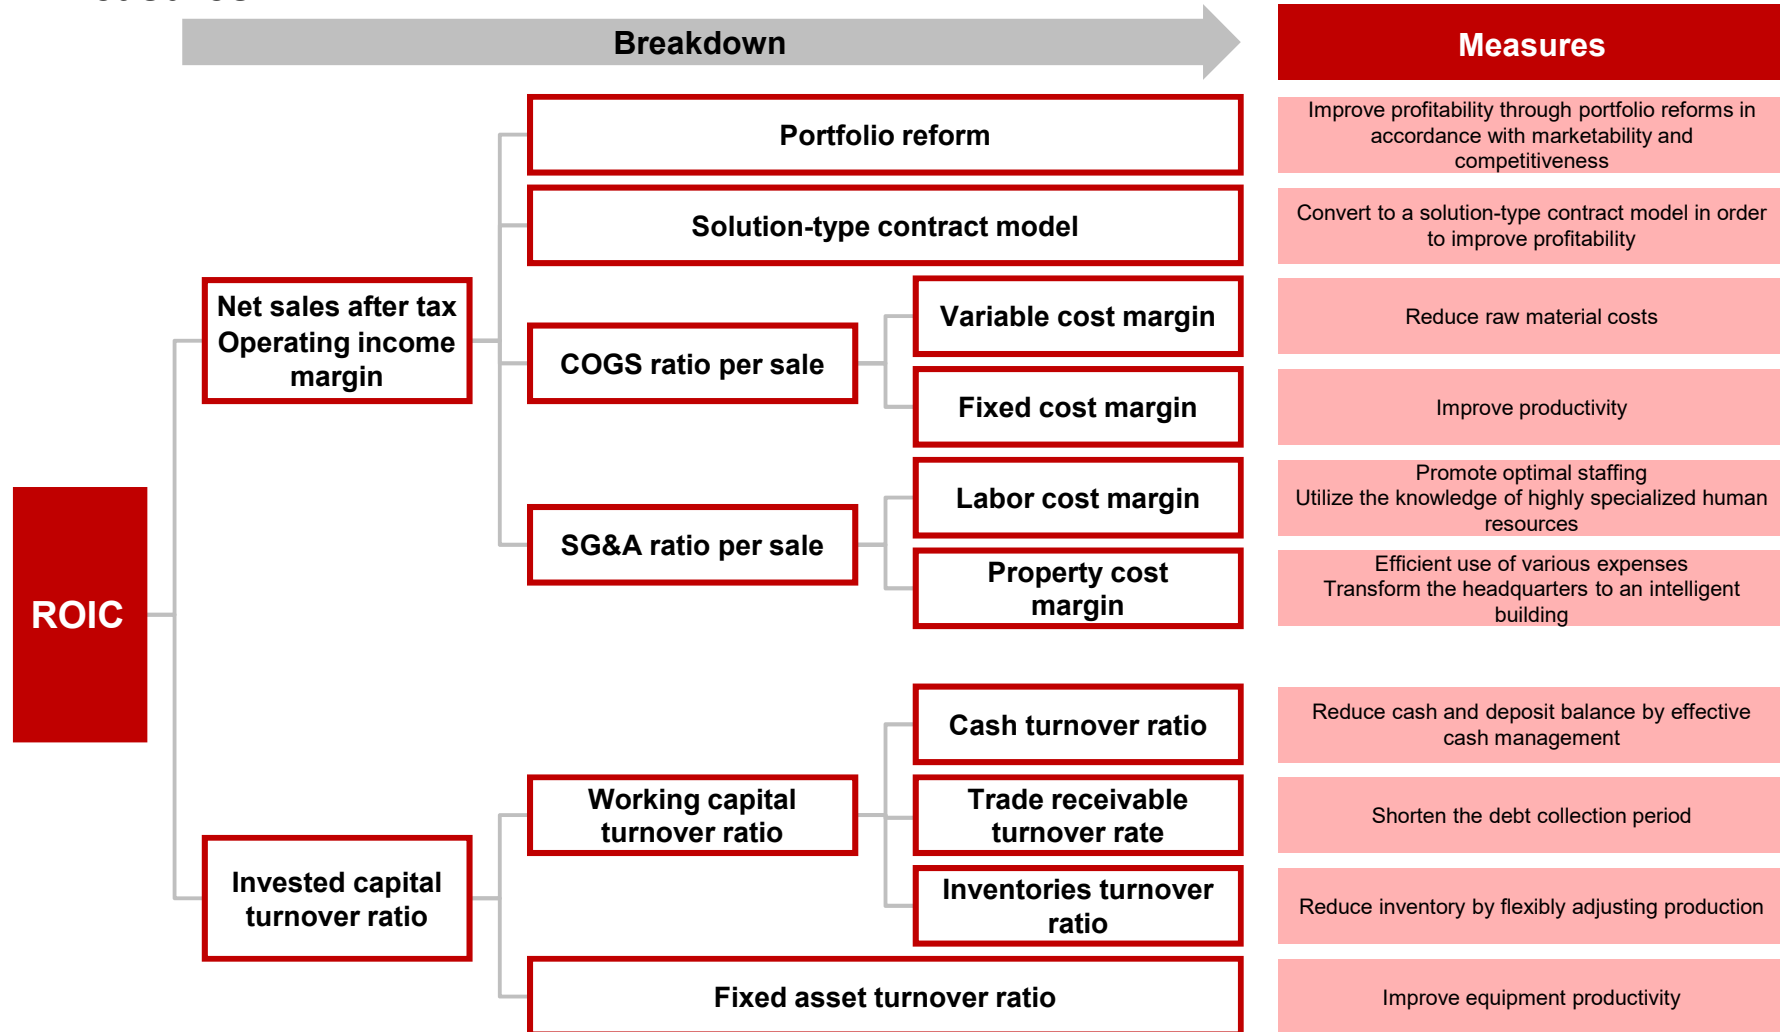 Breakdown
Measures
Portfolio reform
Improve profitability through portfolio reforms in
accordance with marketability and
competitiveness
Solution-type contract model
Convert to a solution-type contract model in order
to improve profitability
Net sales after tax
Operating income
margin
COGS ratio per sale
Variable cost margin
Reduce raw material costs
Fixed cost margin
Improve productivity
SG&A ratio per sale
Labor cost margin
Promote optimal staffing
Utilize the knowledge of highly specialized human
resources
Property cost
margin
Efficient use of various expenses
Transform the headquarters to an intelligent
building
ROIC
Cash turnover ratio
Reduce cash and deposit balance by effective
cash management
Working capital
turnover ratio
Trade receivable
turnover rate
Shorten the debt collection period
Invested capital
turnover ratio
Inventories turnover
ratio
Reduce inventory by flexibly adjusting production
Fixed asset turnover ratio
Improve equipment productivity